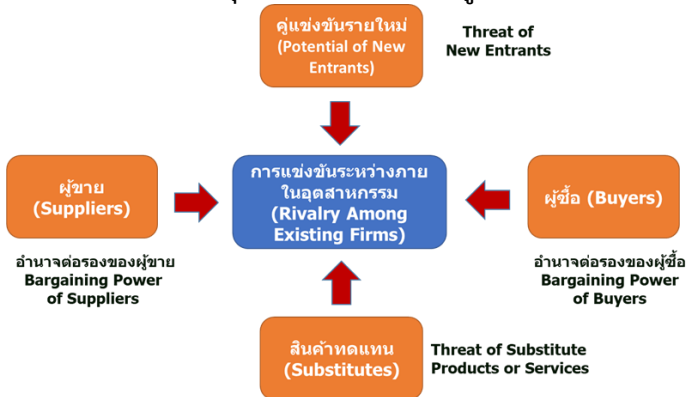 คู่แข่งขันรายใหม่
(Potential of New
Entrants)
Threat of
New Entrants
ผู้ขาย
(Suppliers)
การแข่งขันระหว่างภาย
ในอุตสาหกรรม
(Rivalry Among
Existing Firms)
ผู้ซื้อ (Buyers)
อำนาจต่อรองของผู้ขาย
Bargaining Power
of Suppliers
อำนาจต่อรองของผู้ซื้อ
Bargaining Power
of Buyers
สินค้าทดแทน
(Substitutes)
Threat of Substitute
Products or Services